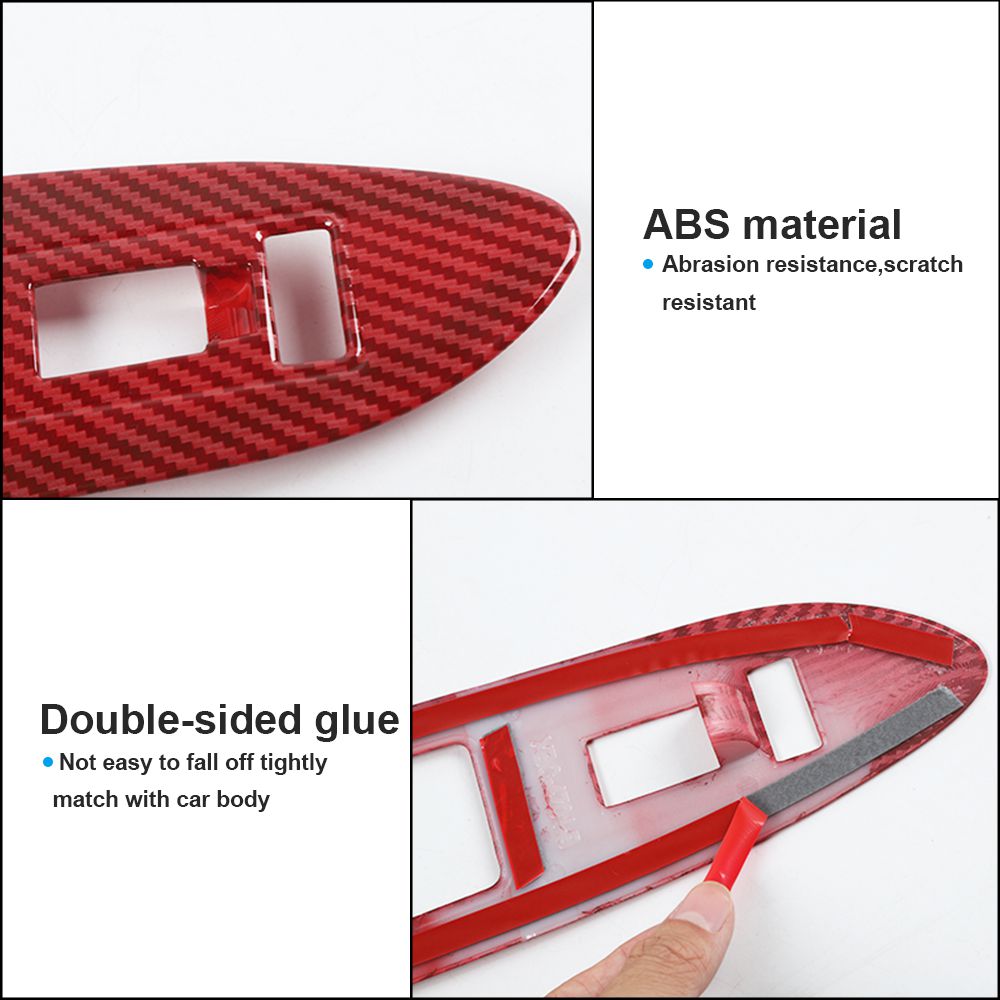 ABS material
Abrasion resistance,scratch
resistant
Double-sided glue
Not easy to fall off tightly
match with car body